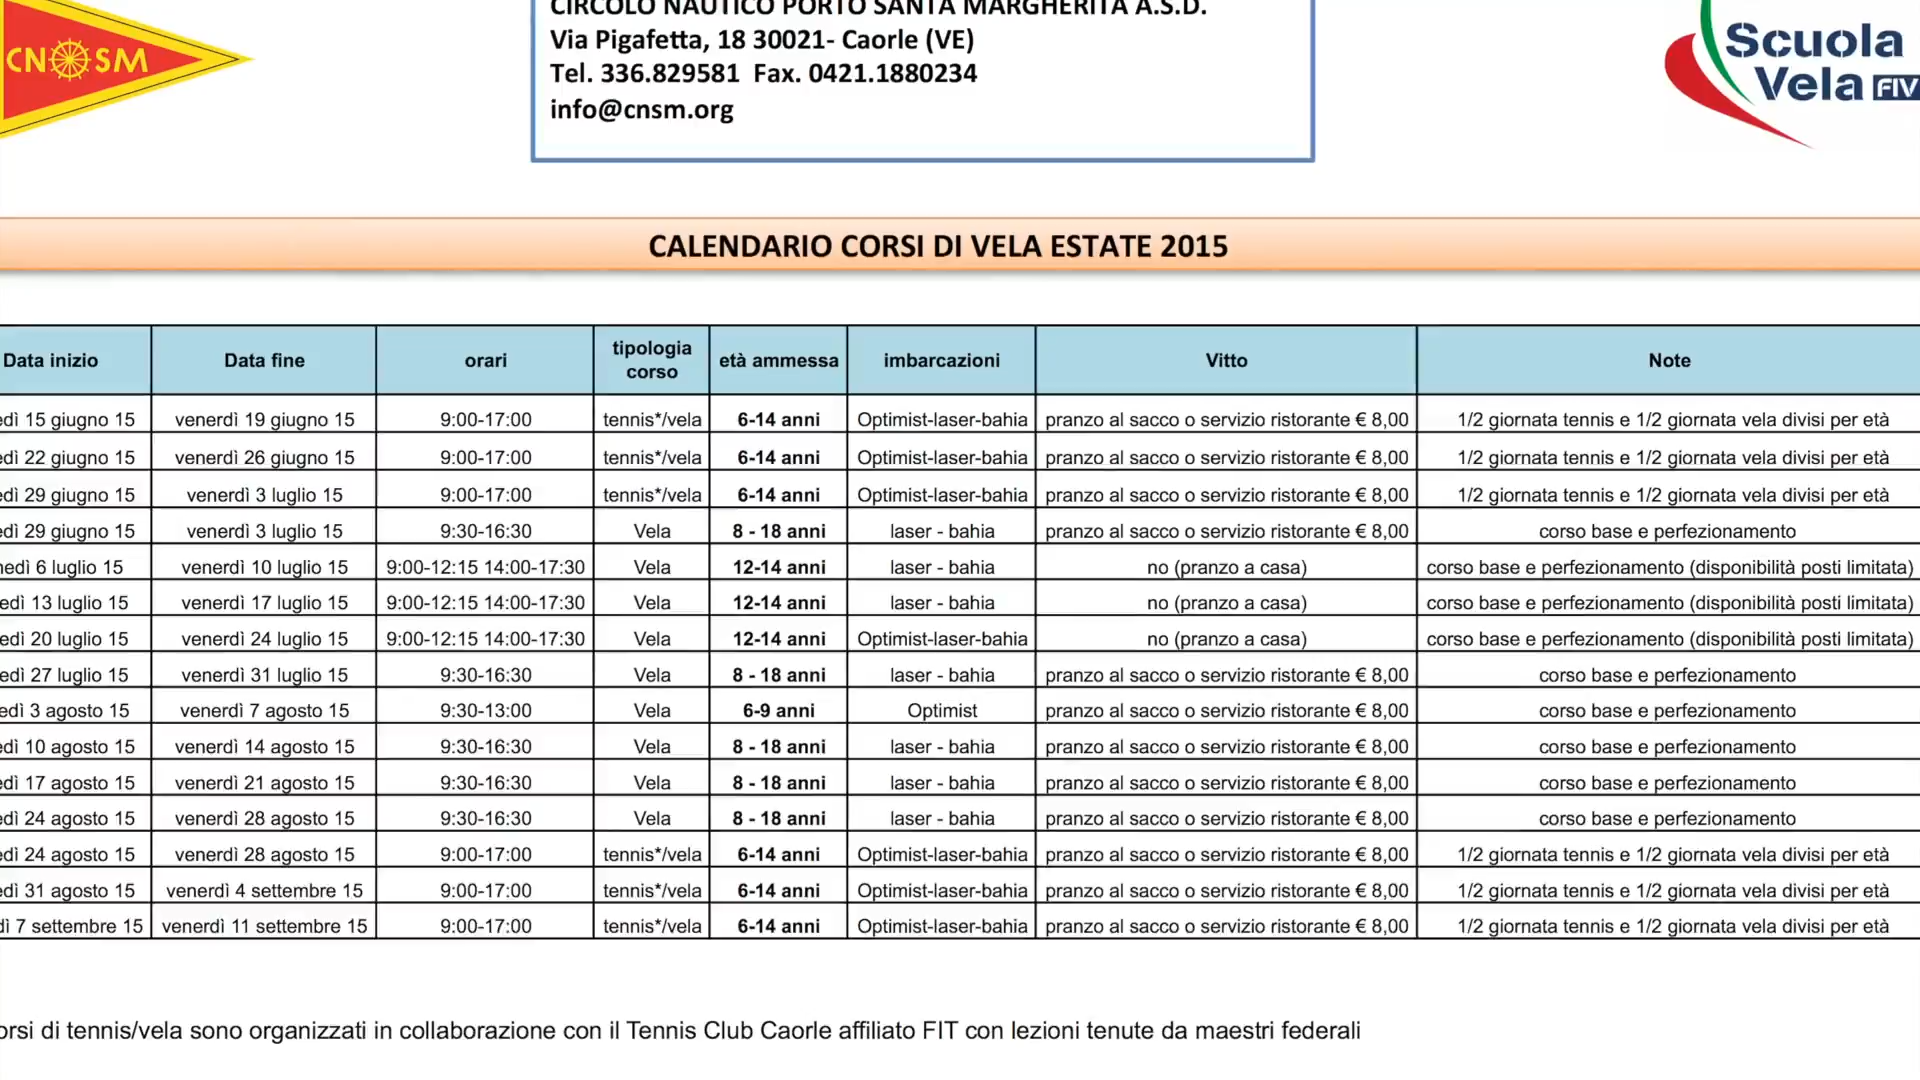 CIRCOLO NAUTICO PORTO SANTA MARGHERITA A.S.D.
Via Pigafetta, 18 30021- Caorle (VE)
Tel. 336.829581 Fax. 0421.1880234
info@cnsm.org
CN SM
Scuola
Vela FIV
CALENDARIO CORSI DI VELA ESTATE 2015
Data inizio Data fine orari tipologia corso età ammessa imbarcazioni Vitto Note
edì 15 giugno 15 venerdì 19 giugno 15 9:00-17:00 tennis*/vela 6-14 anni Optimist-laser-bahia pranzo al sacco o servizio ristorante € 8,00 1/2 giornata tennis e 1/2 giornata vela divisi per età
edì 22 giugno 15 venerdì 26 giugno 15 9:00-17:00 tennis*/vela 6-14 anni Optimist-laser-bahia pranzo al sacco o servizio ristorante € 8,00 1/2 giornata tennis e 1/2 giornata vela divisi per età
edì 29 giugno 15 venerdì 3 luglio 15 9:00-17:00 tennis*/vela 6-14 anni Optimist-laser-bahia pranzo al sacco o servizio ristorante € 8,00 1/2 giornata tennis e 1/2 giornata vela divisi per età
edì 29 giugno 15 venerdì 3 luglio 15 9:30-16:30 Vela 8 - 18 anni laser - bahia pranzo al sacco o servizio ristorante € 8,00 corso base e perfezionamento
nedì 6 luglio 15 venerdì 10 luglio 15 9:00-12:15 14:00-17:30 Vela 12-14 anni laser - bahia no (pranzo a casa) corso base e perfezionamento (disponibilità posti limitata)
edì 13 luglio 15 venerdì 17 luglio 15 9:00-12:15 14:00-17:30 Vela 12-14 anni laser - bahia no (pranzo a casa) corso base e perfezionamento (disponibilità posti limitata)
edì 20 luglio 15 venerdì 24 luglio 15 9:00-12:15 14:00-17:30 Vela 12-14 anni Optimist-laser-bahia no (pranzo a casa) corso base e perfezionamento (disponibilità posti limitata)
edì 27 luglio 15 venerdì 31 luglio 15 9:30-16:30 Vela 8 - 18 anni laser - bahia pranzo al sacco o servizio ristorante € 8,00 corso base e perfezionamento
edì 3 agosto 15 venerdì 7 agosto 15 9:30-13:00 Vela 6-9 anni Optimist pranzo al sacco o servizio ristorante € 8,00 corso base e perfezionamento
edì 10 agosto 15 venerdì 14 agosto 15 9:30-16:30 Vela 8 - 18 anni laser - bahia pranzo al sacco o servizio ristorante € 8,00 corso base e perfezionamento
edì 17 agosto 15 venerdì 21 agosto 15 9:30-16:30 Vela 8 - 18 anni laser - bahia pranzo al sacco o servizio ristorante € 8,00 corso base e perfezionamento
edì 24 agosto 15 venerdì 28 agosto 15 9:30-16:30 Vela 8 - 18 anni laser - bahia pranzo al sacco o servizio ristorante € 8,00 corso base e perfezionamento
edì 24 agosto 15 venerdì 28 agosto 15 9:00-17:00 tennis*/vela 6-14 anni Optimist-laser-bahia pranzo al sacco o servizio ristorante € 8,00 1/2 giornata tennis e 1/2 giornata vela divisi per età
edì 31 agosto 15 venerdì 4 settembre 15 9:00-17:00 tennis*/vela 6-14 anni Optimist-laser-bahia pranzo al sacco o servizio ristorante € 8,00 1/2 giornata tennis e 1/2 giornata vela divisi per età
dì 7 settembre 15 venerdì 11 settembre 15 9:00-17:00 tennis*/vela 6-14 anni Optimist-laser-bahia pranzo al sacco o servizio ristorante € 8,00 1/2 giornata tennis e 1/2 giornata vela divisi per età
orsi di tennis/vela sono organizzati in collaborazione con il Tennis Club Caorle affiliato FIT con lezioni tenute da maestri federali